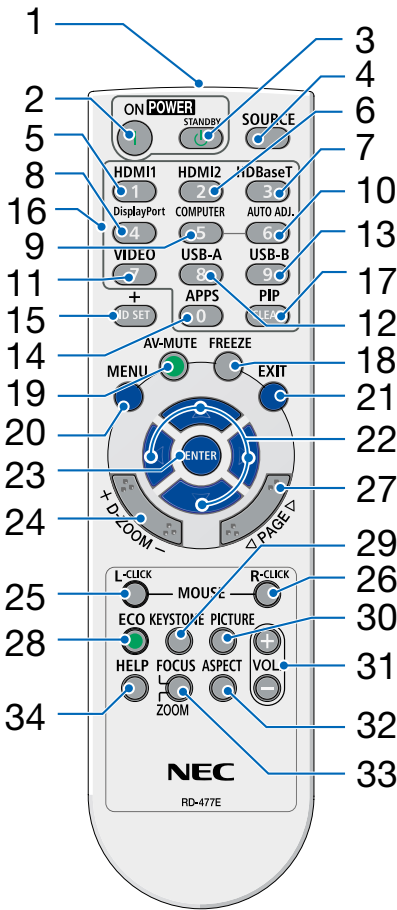 1
2 ON POWER 3
STANDBY SOURCE 4
5 6
HDMI1 HDMI2 HDBaseT 7
1 2 3
8 DisplayPort COMPUTER AUTO ADJ. 10
16 4 5 6
9 13
VIDEO USB-A USB-B
11 7 8 9 17
+ APPS PIP
15 ID SET 0 CLEAR 12
14 AV-MUTE FREEZE 18
19 MENU EXIT 21
20 22
23 ENTER
24 + D-ZOOM − ◁ PAGE ▷ 27
29
L-CLICK R-CLICK
25 MOUSE 26
28 ECO KEYSTONE PICTURE 30
+
HELP FOCUS ASPECT VOL. 31
34 − 32
ZOOM 33
NEC
RD-477E